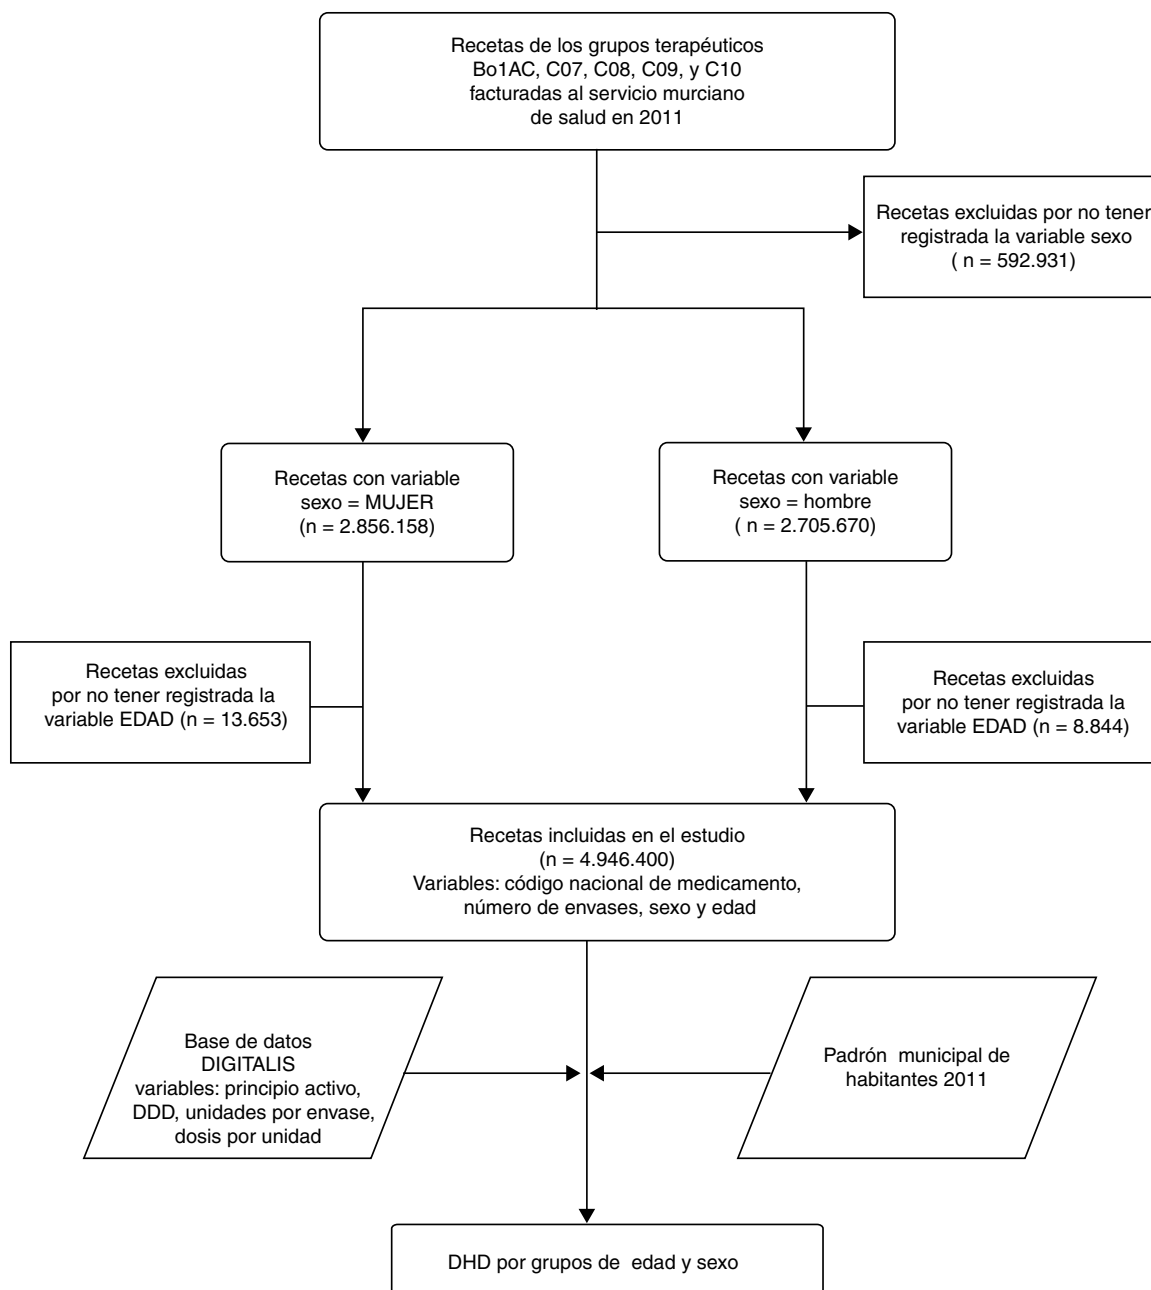 Recetas de los grupos terapéuticos
Bo1AC, C07, C08, C09, y C10
facturadas al servicio murciano
de salud en 2011
Recetas excluidas por no tener
registrada la variable sexo
( n = 592.931)
Recetas con variable
sexo = MUJER
(n = 2.856.158)
Recetas con variable
sexo = hombre
( n = 2.705.670)
Recetas excluidas
por no tener registrada la
variable EDAD (n = 13.653)
Recetas excluidas
por no tener registrada la
variable EDAD (n = 8.844)
Recetas incluidas en el estudio
(n = 4.946.400)
Variables: código nacional de medicamento,
número de envases, sexo y edad
Base de datos
DIGITALIS
variables: principio activo,
DDD, unidades por envase,
dosis por unidad
Padrón municipal de
habitantes 2011
DHD por grupos de edad y sexo